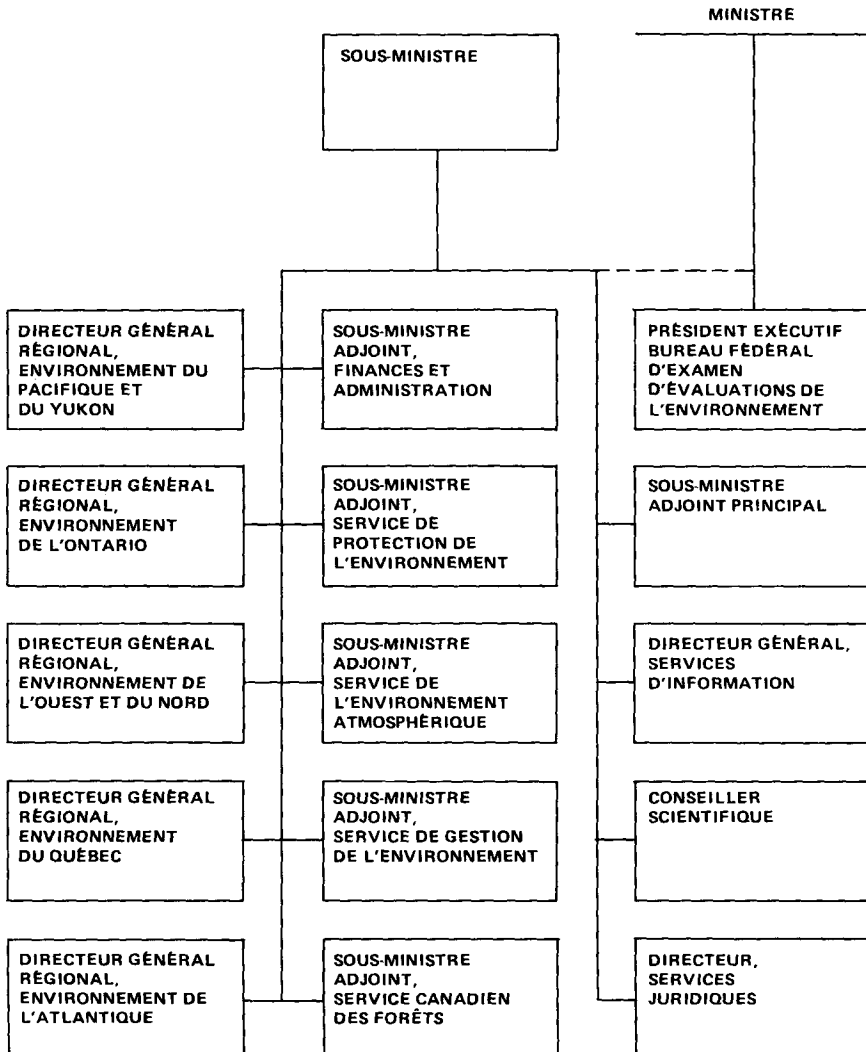 MINISTRE
SOUS-MINISTRE
DIRECTEUR GÉNÉRAL
RÉGIONAL,
ENVIRONNEMENT DU
PACIFIQUE ET
DU YUKON
SOUS-MINISTRE
ADJOINT,
FINANCES ET
ADMINISTRATION
PRÉSIDENT EXÉCUTIF
BUREAU FÉDÉRAL
D'EXAMEN
D'ÉVALUATIONS DE
L'ENVIRONNEMENT
DIRECTEUR GÉNÉRAL
RÉGIONAL,
ENVIRONNEMENT
DE L'ONTARIO
SOUS-MINISTRE
ADJOINT,
SERVICE DE
PROTECTION DE
L'ENVIRONNEMENT
SOUS-MINISTRE
ADJOINT PRINCIPAL
DIRECTEUR GÉNÉRAL
RÉGIONAL,
ENVIRONNEMENT DE
L'OUEST ET DU NORD
SOUS-MINISTRE
ADJOINT,
SERVICE DE
L'ENVIRONNEMENT
ATMOSPHÉRIQUE
DIRECTEUR GÉNÉRAL,
SERVICES
D'INFORMATION
DIRECTEUR GÉNÉRAL
RÉGIONAL,
ENVIRONNEMENT
DU QUÉBEC
SOUS-MINISTRE
ADJOINT,
SERVICE DE GESTION
DE L'ENVIRONNEMENT
CONSEILLER
SCIENTIFIQUE
DIRECTEUR GÉNÉRAL
RÉGIONAL,
ENVIRONNEMENT DE
L'ATLANTIQUE
SOUS-MINISTRE
ADJOINT,
SERVICE CANADIEN
DES FORÊTS
DIRECTEUR,
SERVICES
JURIDIQUES